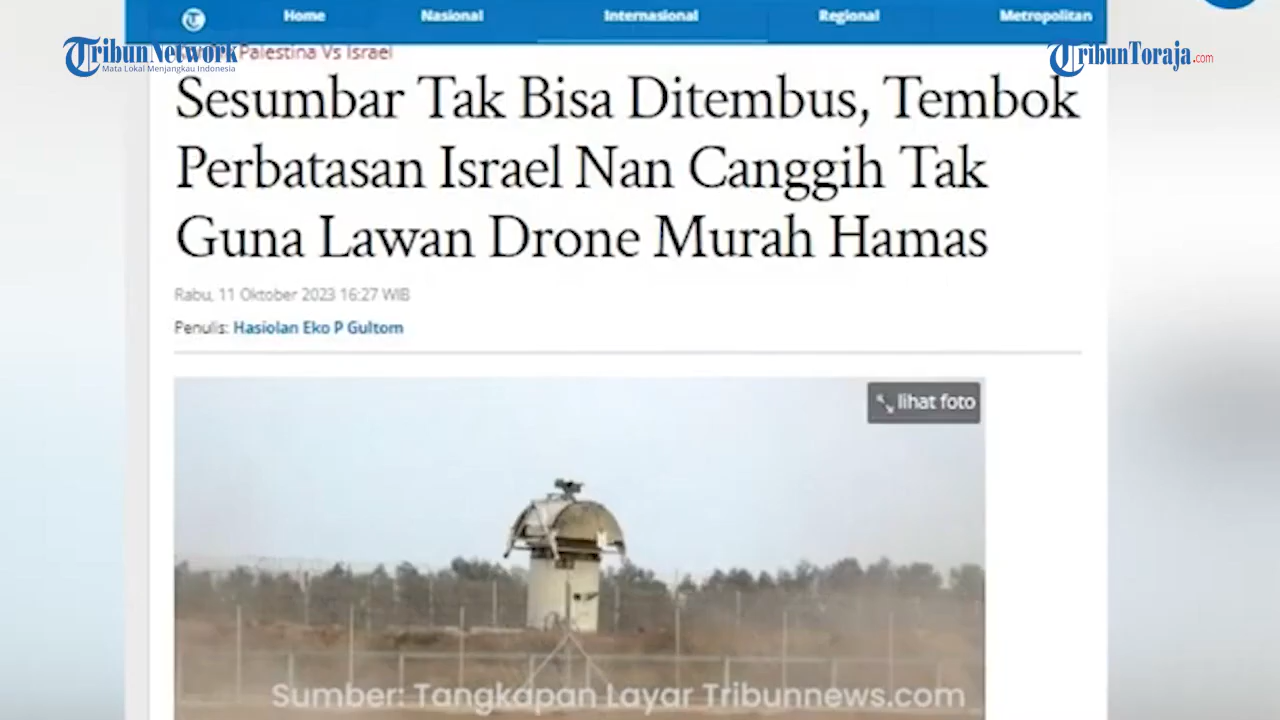 Home Nasional Internasional Regional Metropolitan
TribunNetwork
Mata Lokal Menjangkau Indonesia
Palestina Vs Israel
TribunToraja.com
Sesumbar Tak Bisa Ditembus, Tembok
Perbatasan Israel Nan Canggih Tak
Guna Lawan Drone Murah Hamas
Rabu, 11 Oktober 2023 16:27 WIB
Penulis: Hasiolan Eko P Gultom
lihat foto
Sumber: Tangkapan Layar Tribunnews.com